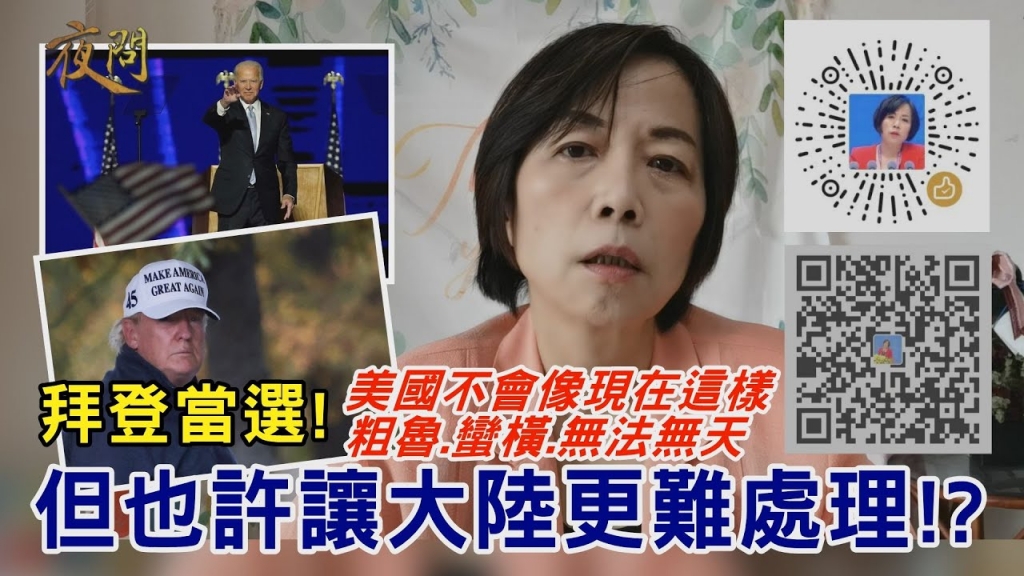 夜問
MAKE AMERICA
GREAT AGAIN
45
拜登當選!
美國不會像現在這樣
粗魯.蠻橫.無法無天
但也許讓大陸更難處理!?